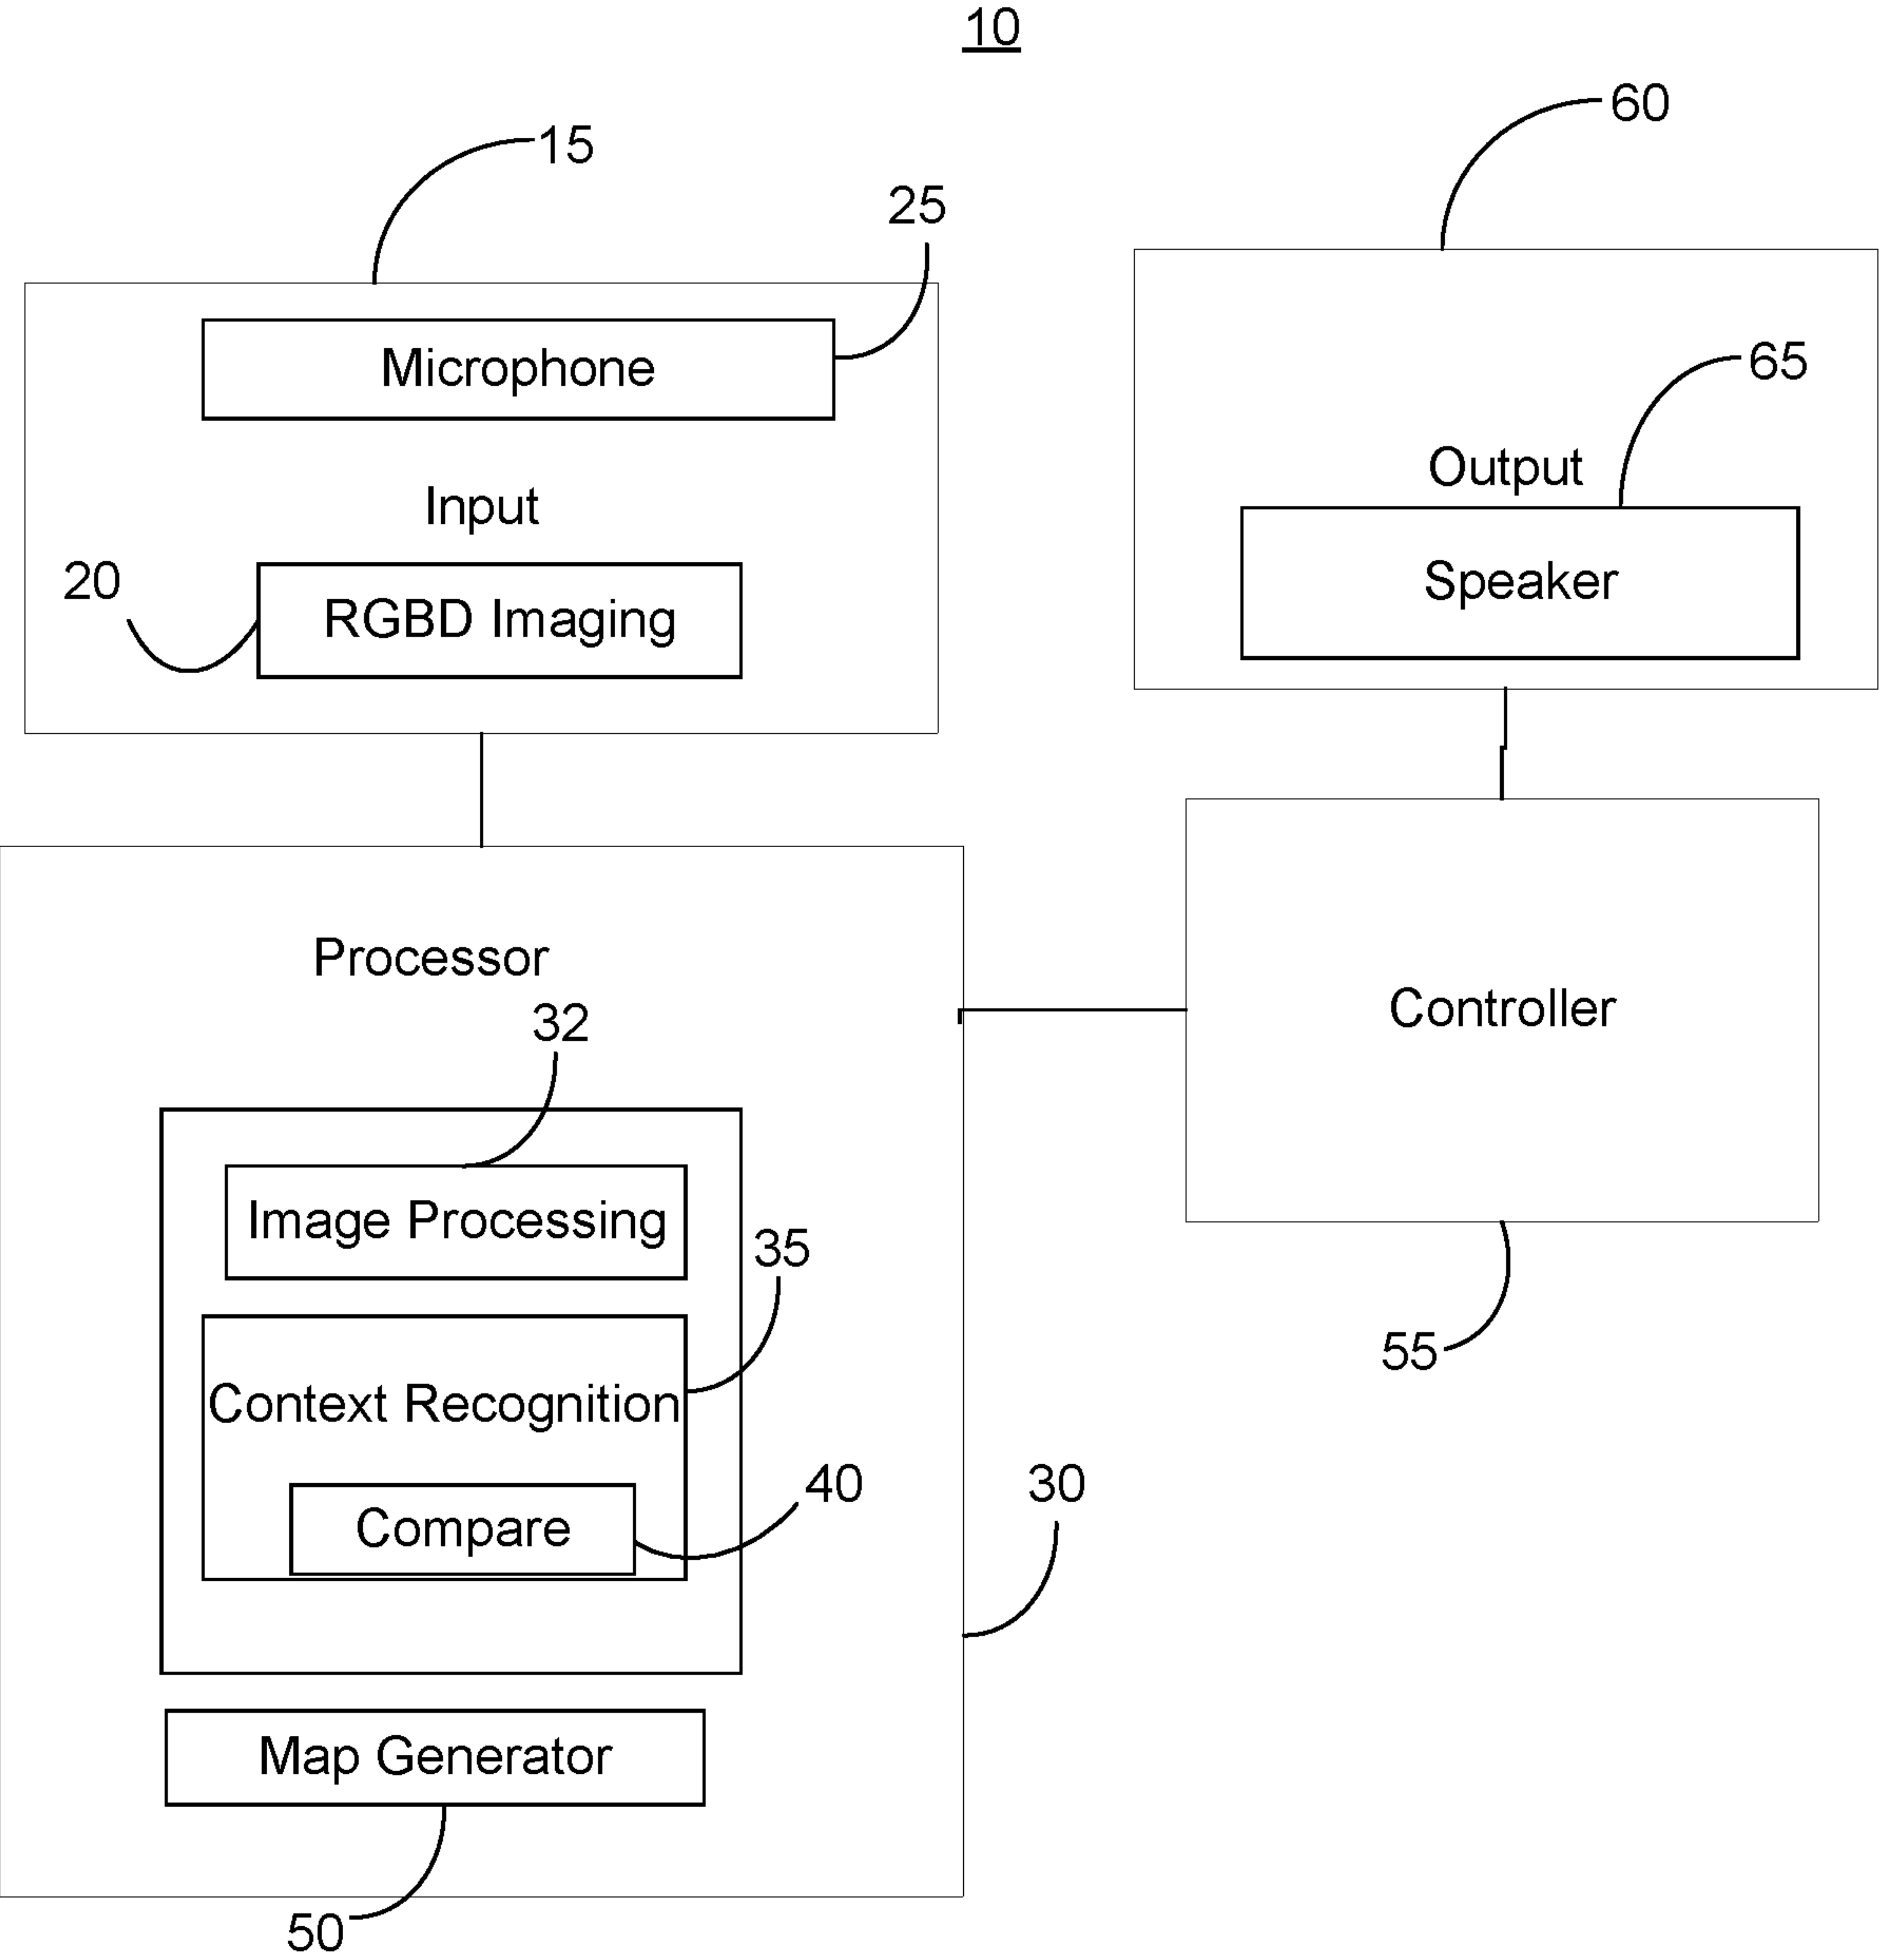 10
60
15
25
Microphone
65
Output
Input
20
Speaker
RGBD Imaging
Processor
Controller
32
Image Processing
35
55
Context Recognition
40
30
Compare
Map Generator
50